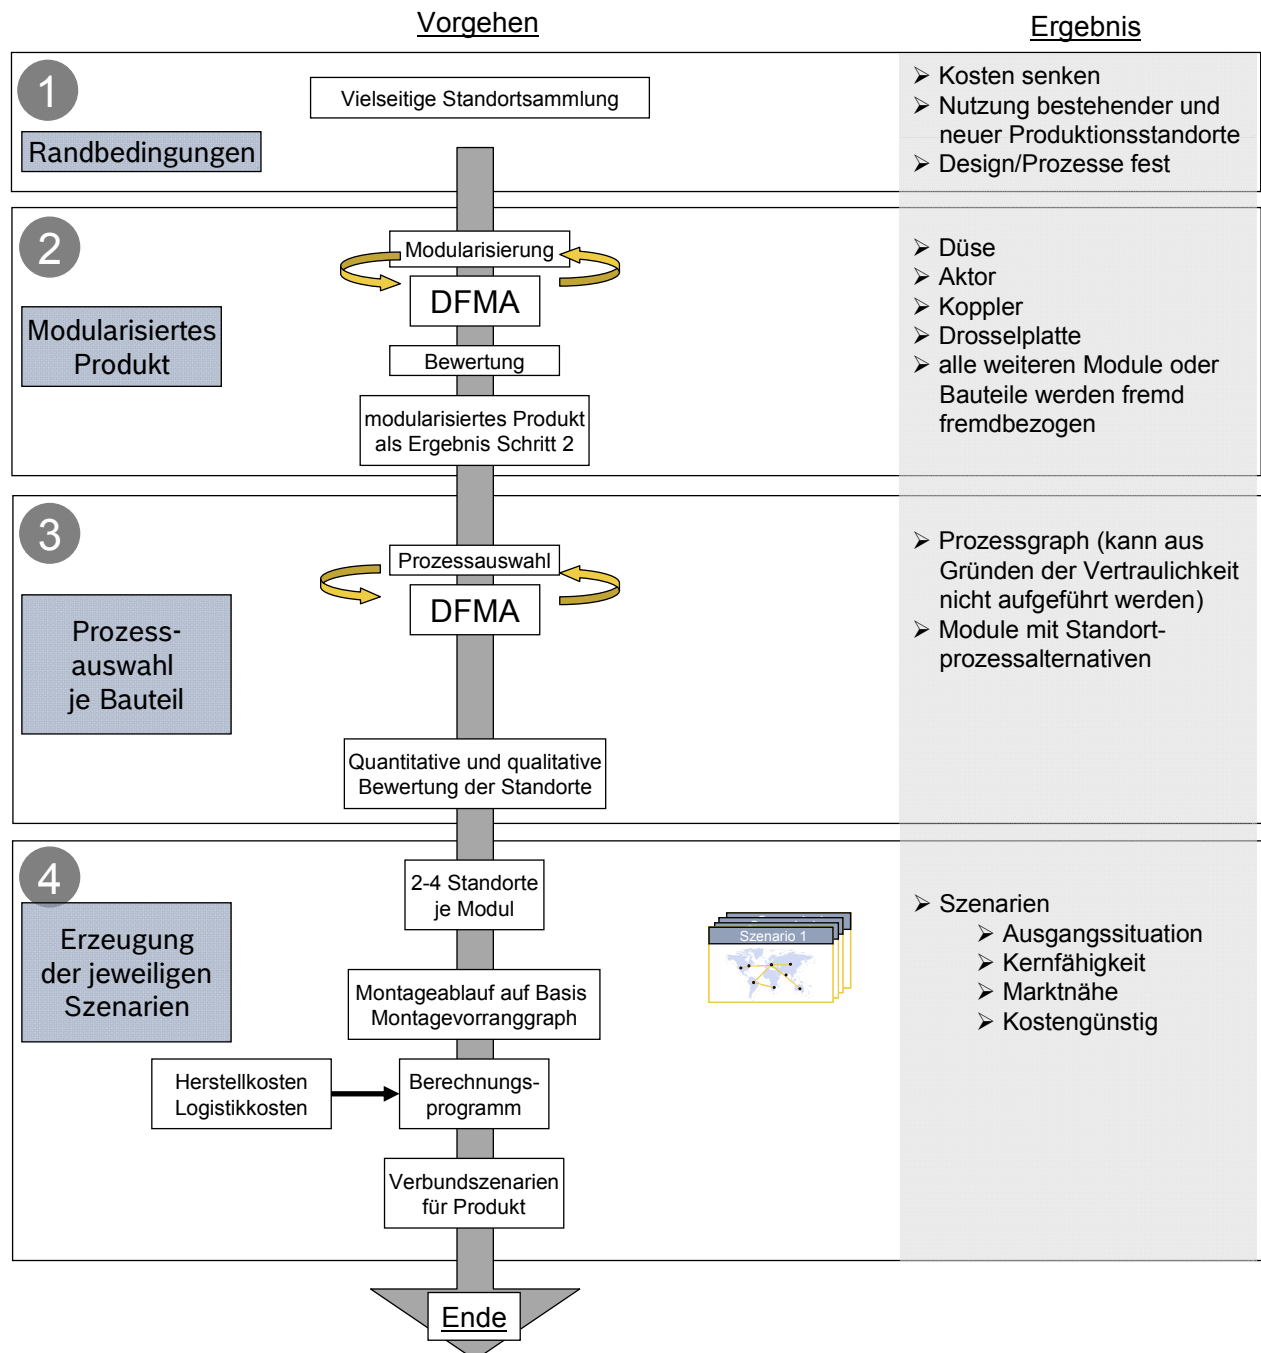 Vorgehen
Ergebnis
1
Randbedingungen
Vielseitige Standortsammlung
➢ Kosten senken
➢ Nutzung bestehender und
neuer Produktionsstandorte
➢ Design/Prozesse fest
2
Modularisiertes
Produkt
Modularisierung
DFMA
Bewertung
modularisiertes Produkt
als Ergebnis Schritt 2
➢ Düse
➢ Aktor
➢ Koppler
➢ Drosselplatte
➢ alle weiteren Module oder
Bauteile werden fremd
fremdbezogen
3
Prozess-
auswahl
je Bauteil
Prozessauswahl
DFMA
Quantitative und qualitative
Bewertung der Standorte
➢ Prozessgraph (kann aus
Gründen der Vertraulichkeit
nicht aufgeführt werden)
➢ Module mit Standort-
prozessalternativen
4
Erzeugung
der jeweiligen
Szenarien
2-4 Standorte
je Modul
Montageablauf auf Basis
Montagevorranggraph
Herstellkosten
Logistikkosten
Berechnungs-
programm
Verbundszenarien
für Produkt
Szenario 1
➢ Szenarien
➢ Ausgangssituation
➢ Kernfähigkeit
➢ Marktnähe
➢ Kostengünstig
Ende